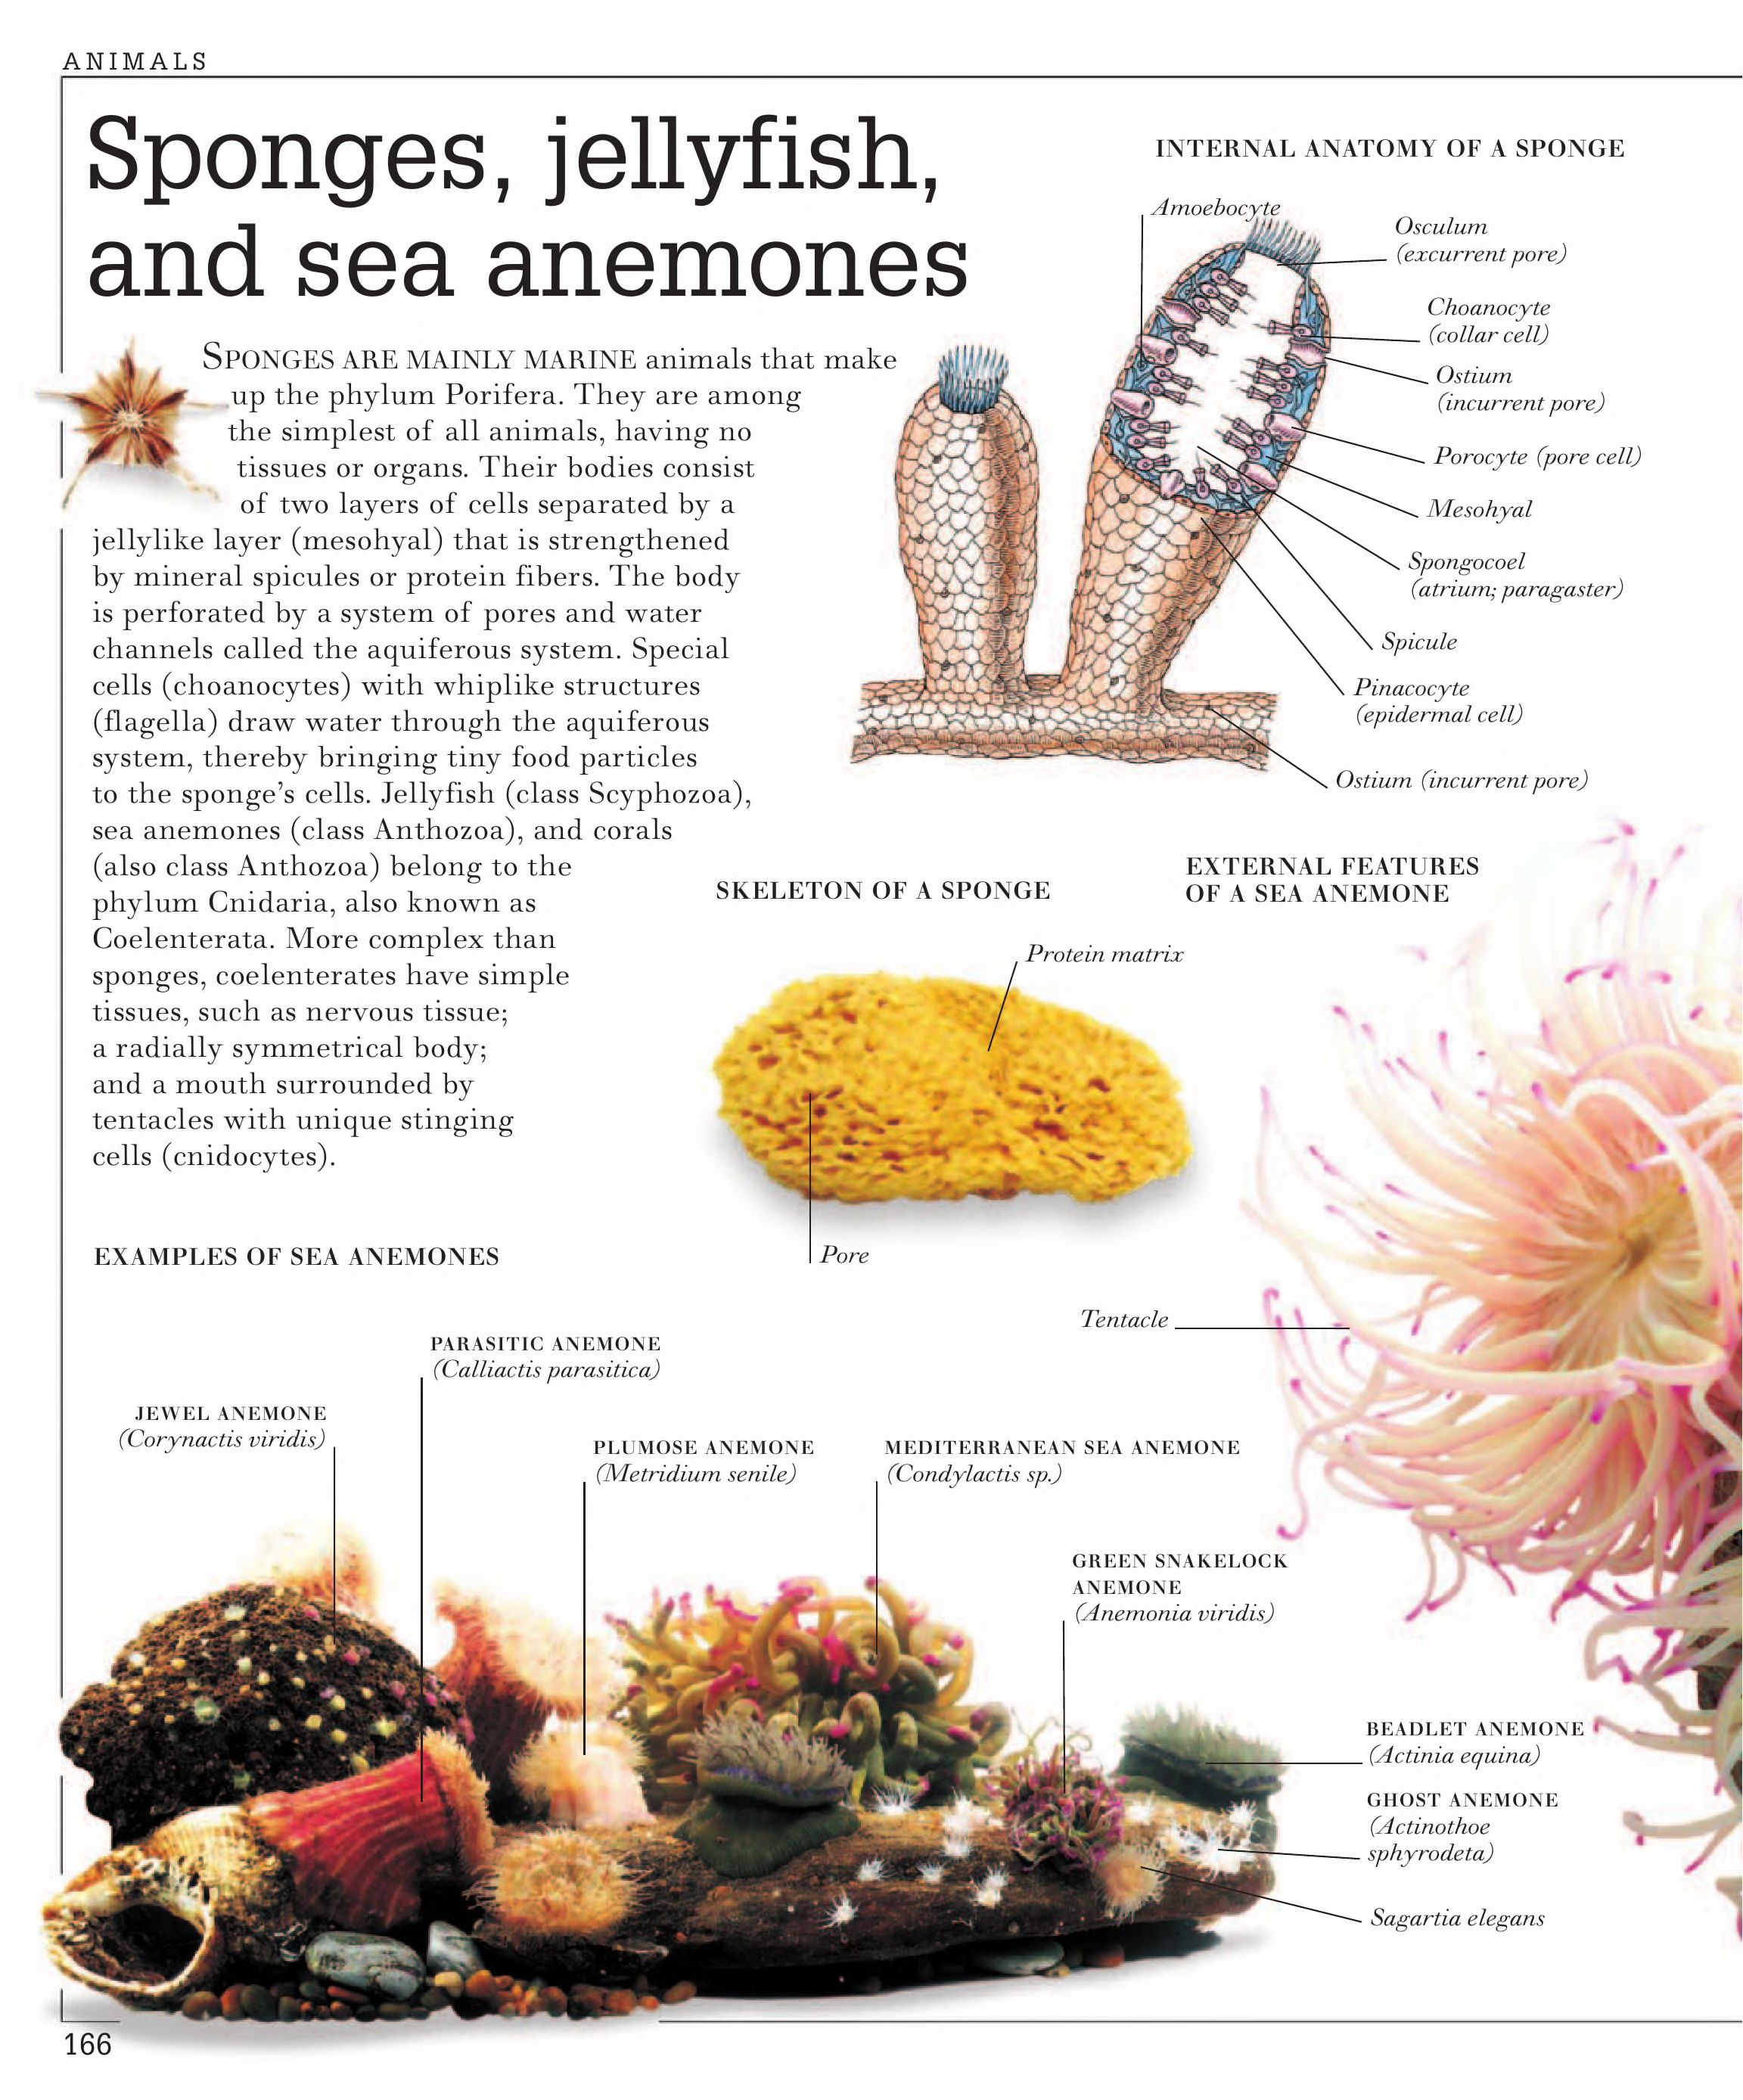 ANIMALS
Sponges, jellyfish,
and sea anemones
SPONGES ARE MAINLY MARINE animals that make
up the phylum Porifera. They are among
the simplest of all animals, having no
tissues or organs. Their bodies consist
of two layers of cells separated by a
jellylike layer (mesohyal) that is strengthened
by mineral spicules or protein fibers. The body
is perforated by a system of pores and water
channels called the aquiferous system. Special
cells (choanocytes) with whiplike structures
(flagella) draw water through the aquiferous
system, thereby bringing tiny food particles
to the sponge’s cells. Jellyfish (class Scyphozoa),
sea anemones (class Anthozoa), and corals
(also class Anthozoa) belong to the
phylum Cnidaria, also known as
Coelenterata. More complex than
sponges, coelenterates have simple
tissues, such as nervous tissue;
a radially symmetrical body;
and a mouth surrounded by
tentacles with unique stinging
cells (cnidocytes).
INTERNAL ANATOMY OF A SPONGE
Amoebocyte
Osculum
(excurrent pore)
Choanocyte
(collar cell)
Ostium
(incurrent pore)
Porocyte (pore cell)
Mesohyal
Spongocoel
(atrium; paragaster)
Spicule
Pinacocyte
(epidermal cell)
Ostium (incurrent pore)
SKELETON OF A SPONGE
Protein matrix
Pore
EXTERNAL FEATURES
OF A SEA ANEMONE
Tentacle
EXAMPLES OF SEA ANEMONES
PARASITIC ANEMONE
(Calliactis parasitica)
JEWEL ANEMONE
(Corynactis viridis)
PLUMOSE ANEMONE
(Metridium senile)
MEDITERRANEAN SEA ANEMONE
(Condylactis sp.)
GREEN SNAKELOCK
ANEMONE
(Anemonia viridis)
BEADLET ANEMONE
(Actinia equina)
GHOST ANEMONE
(Actinothoe
sphyrodeta)
Sagartia elegans
166